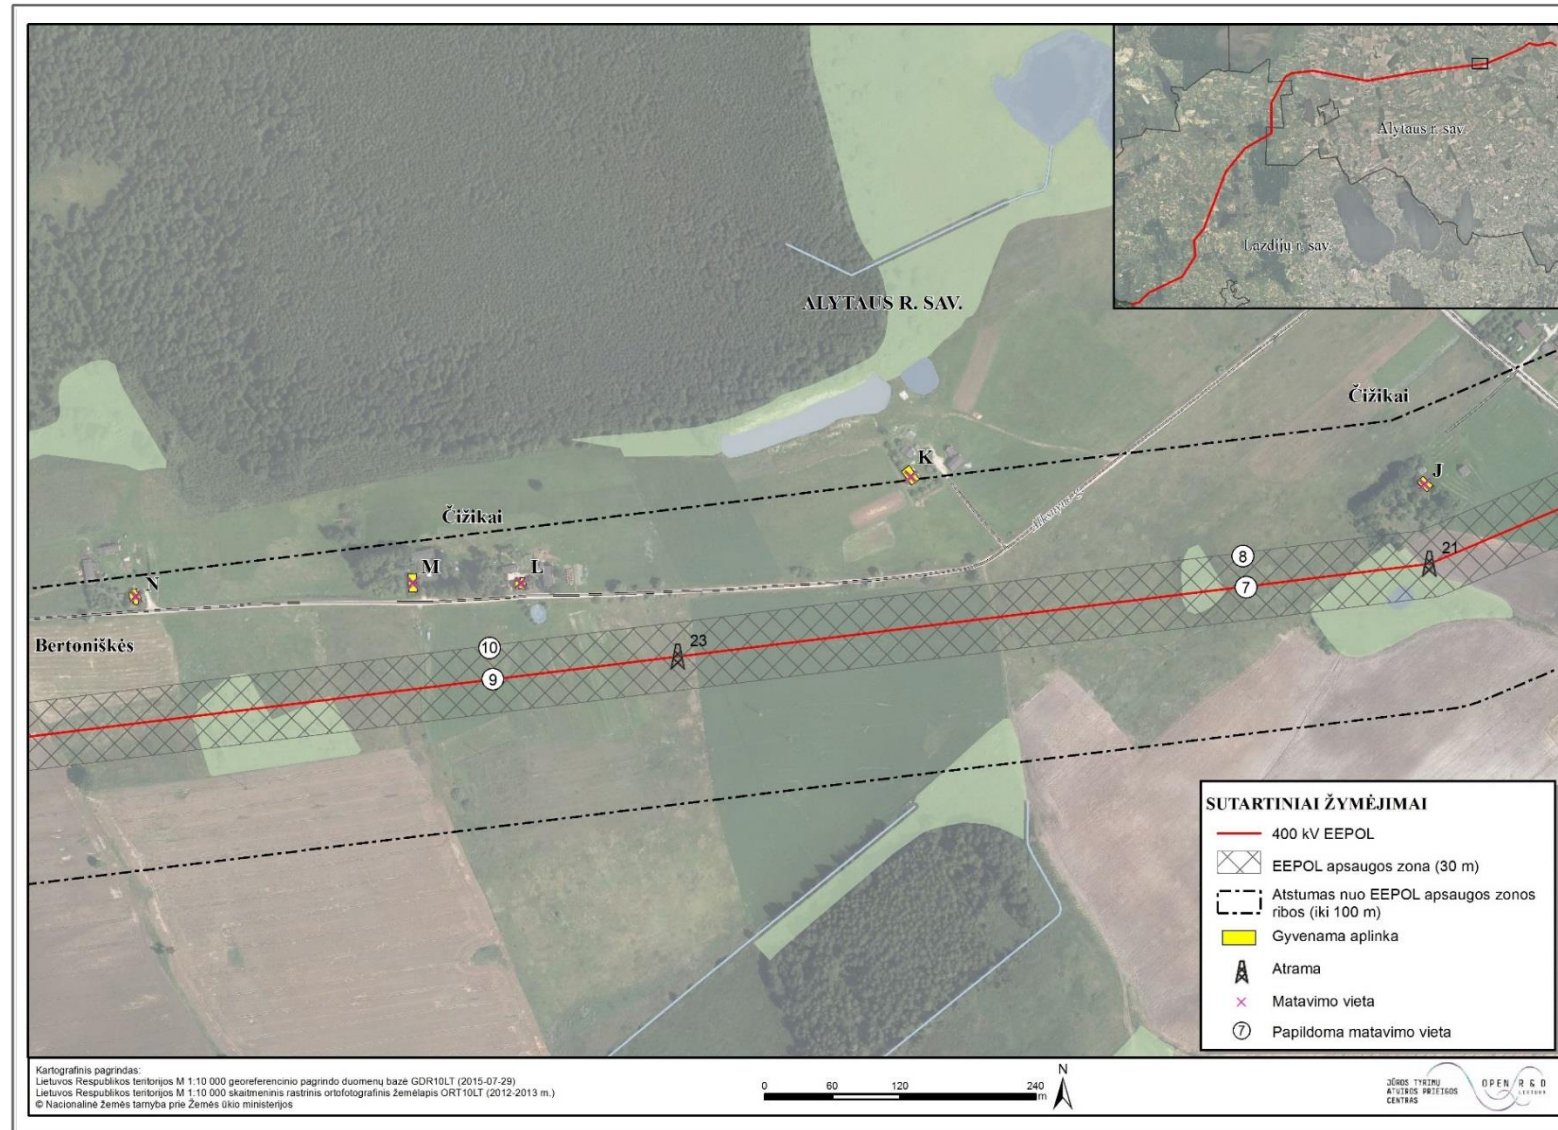 Alytaus r. sav.
Lazdijų r. sav.
ALYTAUS R. SAV.
Čižikai
K
J
Čižikai
21
8
7
M
L
N
Bertoniškės
10
23
9
SUTARTINIAI ŽYMĖJIMAI
400 kV EEPOL
EEPOL apsaugos zona (30 m)
Atstumas nuo EEPOL apsaugos zonos
ribos (iki 100 m)
Gyvenama aplinka
Atrama
Matavimo vieta
7 Papildoma matavimo vieta
Kartografinis pagrindas:
Lietuvos Respublikos teritorijos M 1:10 000 georeferencinio pagrindo duomenų bazė GDR10LT (2015-07-29)
Lietuvos Respublikos teritorijos M 1:10 000 skaitmeninis rastrinis ortofotografinis žemėlapis ORT10LT (2012-2013 m.)
© Nacionalinė žemės tarnyba prie Žemės ūkio ministerijos
0 60 120 240
m
N
JŪROS TYRIMŲ
ATVIROS PRIEIGOS
CENTRAS
OPEN R & D
LIETUVA